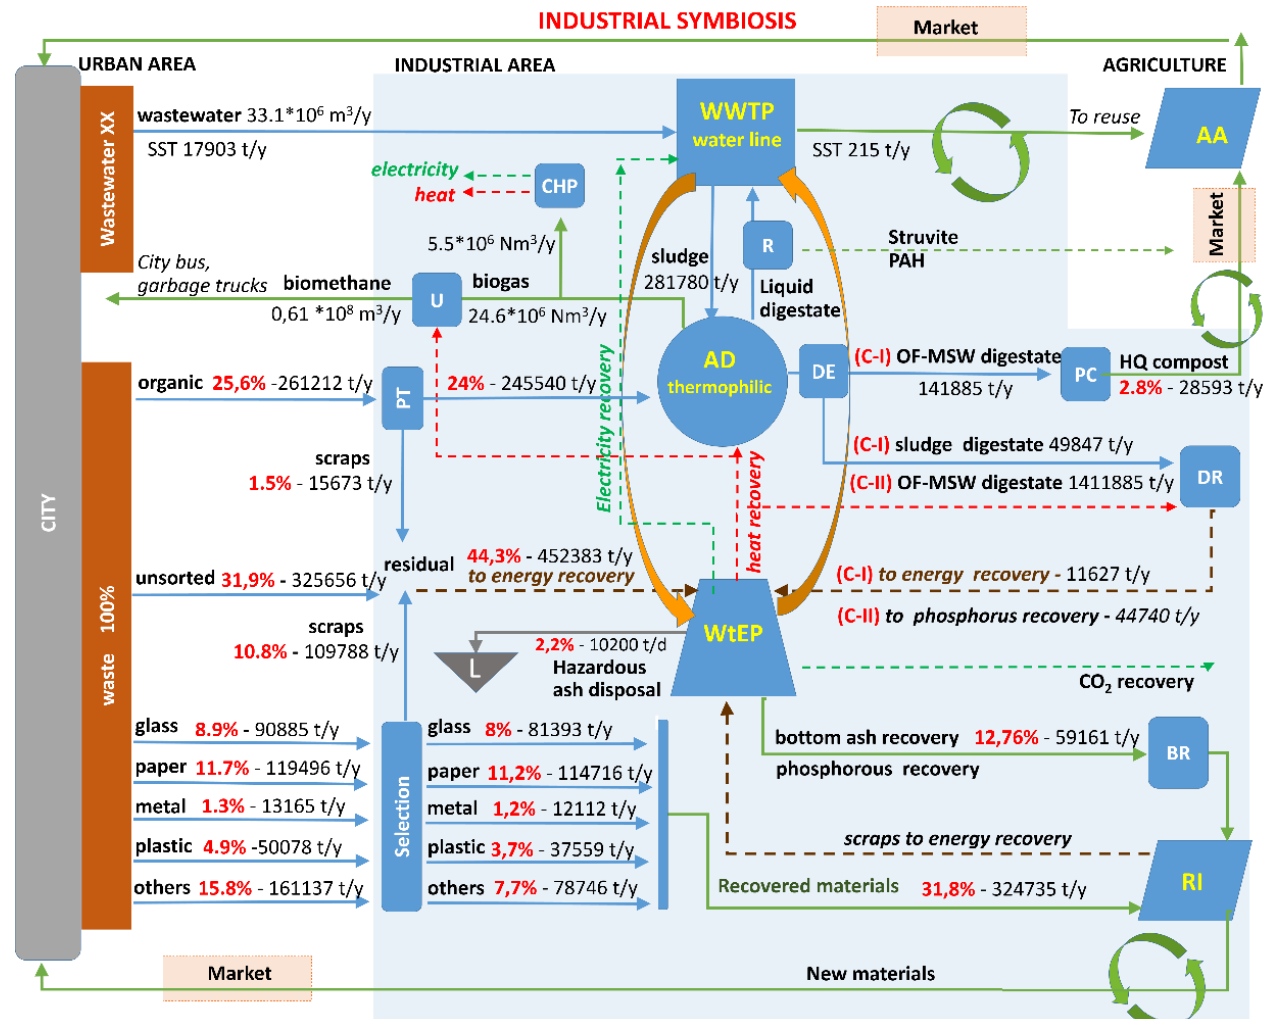 INDUSTRIAL SYMBIOSIS
Market
URBAN AREA
INDUSTRIAL AREA
AGRICULTURE
CITY
Wastewater XX
wastewater 33.1*10⁶ m³/y
SST 17903 t/y
WWTP
water line
SST 215 t/y
To reuse
AA
electricity
heat
CHP
5.5*10⁶ Nm³/y
City bus,
garbage trucks
biomethane
0,61 *10⁸ m³/y
U
biogas
24.6*10⁶ Nm³/y
sludge
281780 t/y
R
Liquid
digestate
Struvite
PAH
Market
waste 100%
organic 25,6% -261212 t/y
PT
24% - 245540 t/y
AD
thermophilic
DE
(C-I) OF-MSW digestate
141885 t/y
PC
HQ compost
2.8% - 28593 t/y
Electricity recovery
heat recovery
scraps
1.5% - 15673 t/y
(C-I) sludge digestate 49847 t/y
(C-II) OF-MSW digestate 1411885 t/y
DR
unsorted 31,9% - 325656 t/y
residual
44,3% - 452383 t/y
to energy recovery
(C-I) to energy recovery - 11627 t/y
(C-II) to phosphorus recovery - 44740 t/y
scraps
10.8% - 109788 t/y
L
2,2% - 10200 t/d
Hazardous
ash disposal
WtEP
CO₂ recovery
glass 8.9% - 90885 t/y
paper 11.7% - 119496 t/y
metal 1.3% - 13165 t/y
plastic 4.9% -50078 t/y
others 15.8% - 161137 t/y
Selection
glass 8% - 81393 t/y
paper 11,2% - 114716 t/y
metal 1,2% - 12112 t/y
plastic 3,7% - 37559 t/y
others 7,7% - 78746 t/y
bottom ash recovery 12,76% - 59161 t/y
phosphorous recovery
BR
scraps to energy recovery
Recovered materials 31,8% - 324735 t/y
RI
Market
New materials